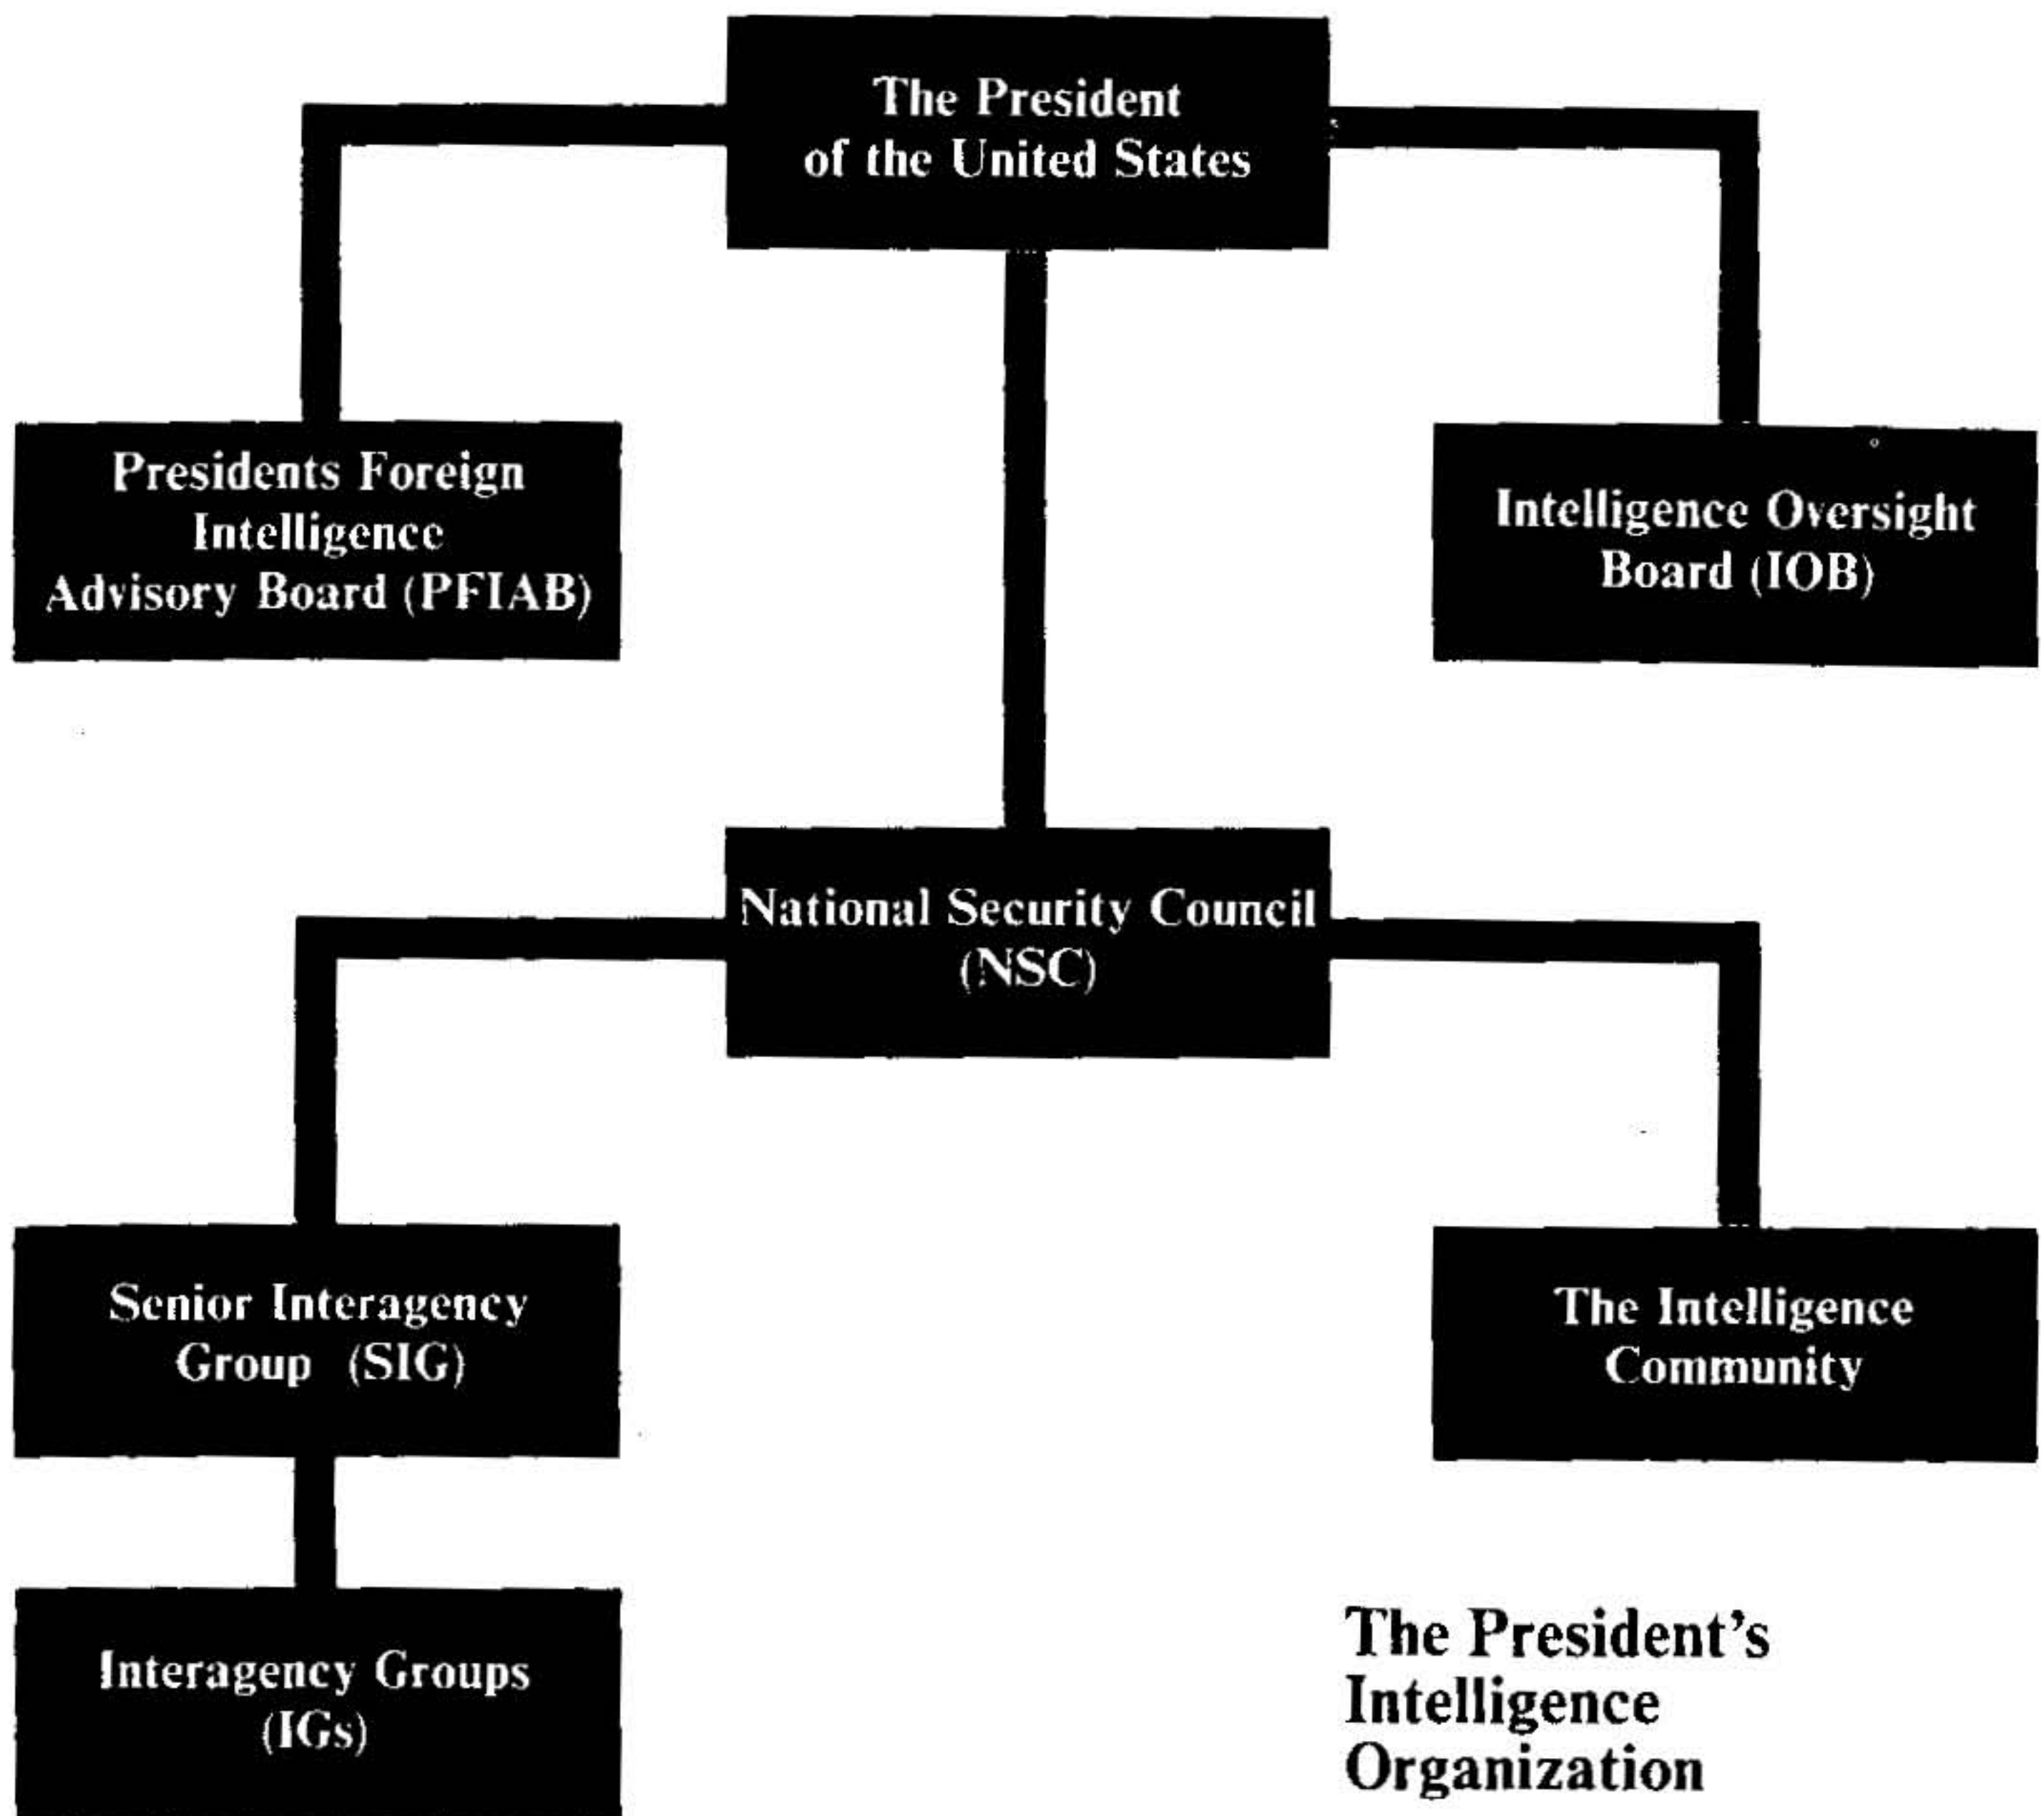 The President
of the United States
Presidents Foreign
Intelligence
Advisory Board (PFIAB)
Intelligence Oversight
Board (IOB)
National Security Council
(NSC)
Senior Interagency
Group (SIG)
The Intelligence
Community
Interagency Groups
(IGs)
The President's
Intelligence
Organization